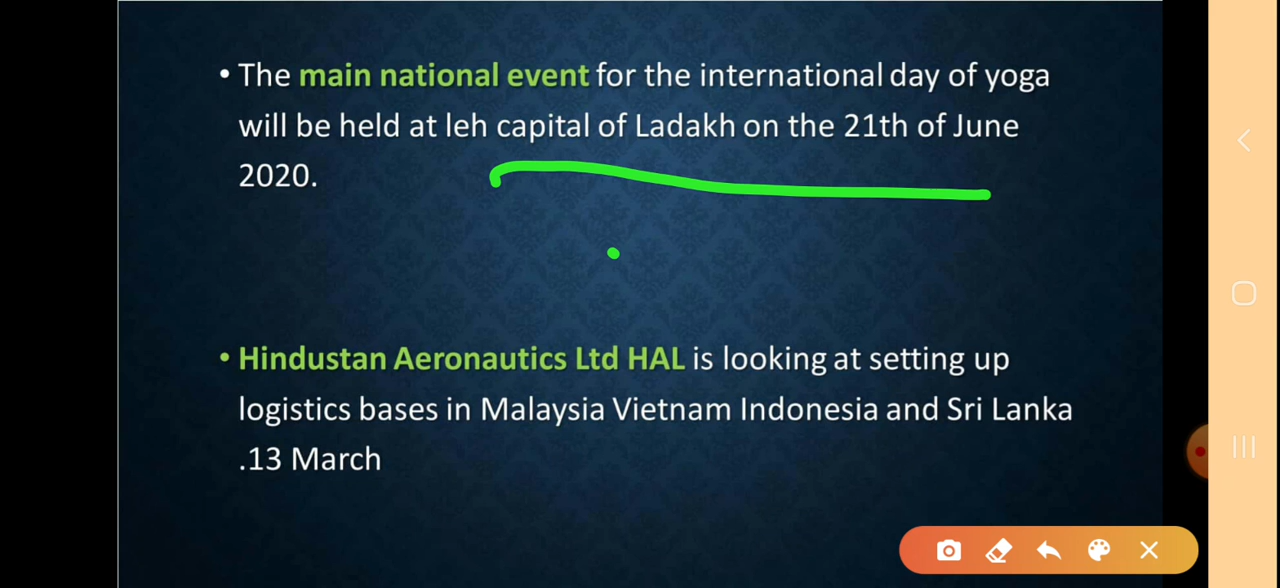 • The main national event for the international day of yoga
will be held at leh capital of Ladakh on the 21th of June
2020.
• Hindustan Aeronautics Ltd HAL is looking at setting up
logistics bases in Malaysia Vietnam Indonesia and Sri Lanka
.13 March